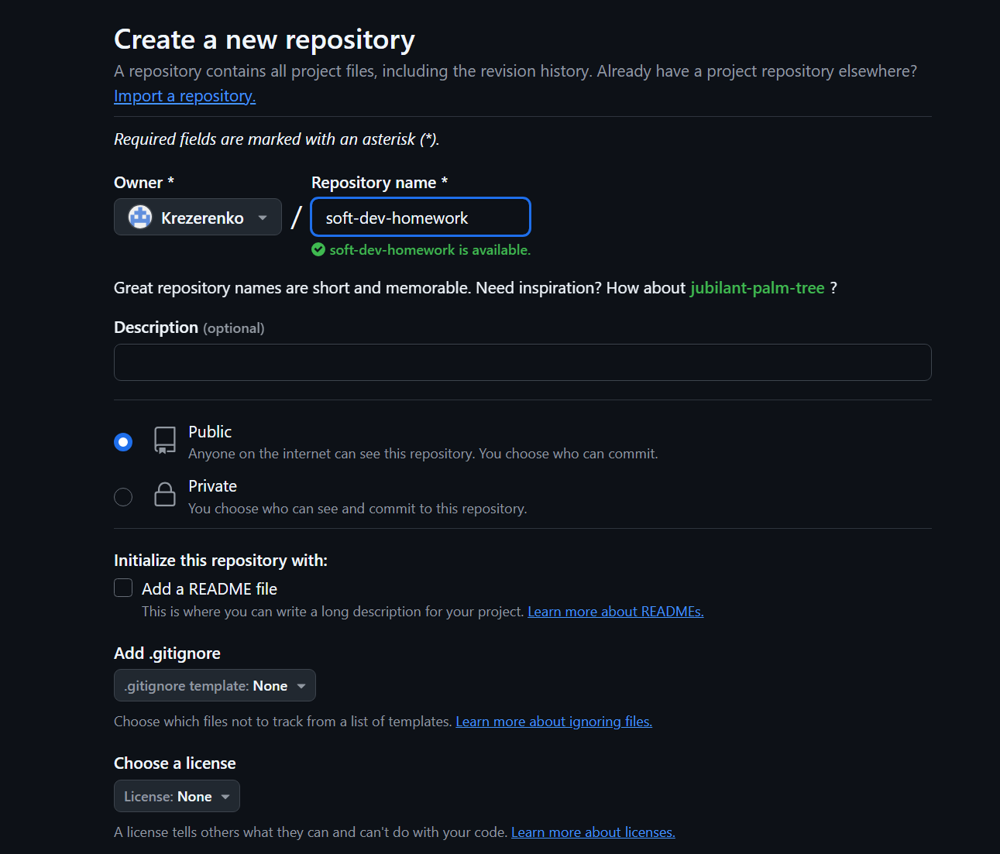 Create a new repository
A repository contains all project files, including the revision history. Already have a project repository elsewhere?
Import a repository.
Required fields are marked with an asterisk (*).
Owner *
Repository name *
Krezerenko
/
soft-dev-homework
soft-dev-homework is available.
Great repository names are short and memorable. Need inspiration? How about jubilant-palm-tree ?
Description (optional)
Public
Anyone on the internet can see this repository. You choose who can commit.
Private
You choose who can see and commit to this repository.
Initialize this repository with:
Add a README file
This is where you can write a long description for your project. Learn more about READMEs.
Add .gitignore
.gitignore template: None
Choose which files not to track from a list of templates. Learn more about ignoring files.
Choose a license
License: None
A license tells others what they can and can't do with your code. Learn more about licenses.